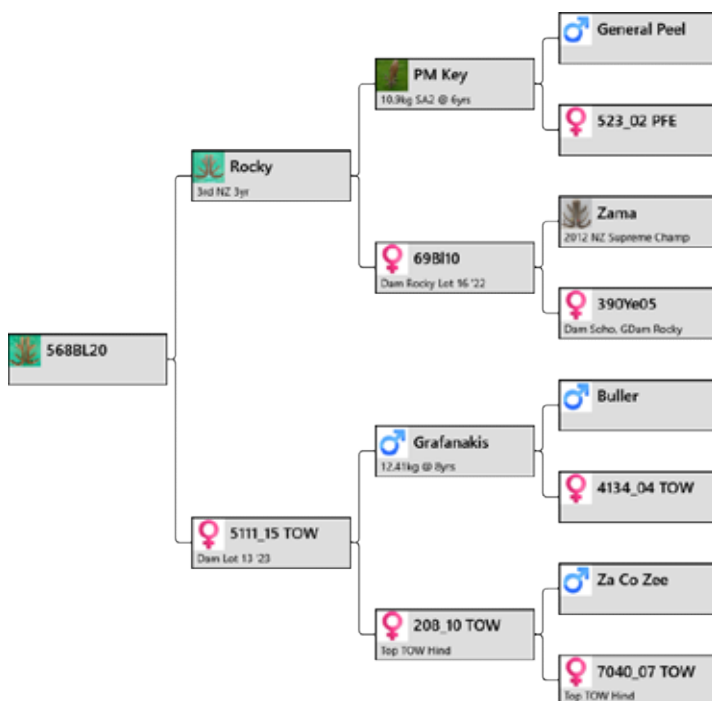 General Peel
PM Key
10.9kg SA2 @ 6yrs
523_02 PFE
Rocky
3rd NZ 3yr
Zama
2012 NZ Supreme Champ
69Bl10
Dam Rocky Lot 16 '22
390Ye05
Dam Soho, GDam Rocky
568BL20
Buller
Grafanakis
12.41kg @ 8yrs
4134_04 TOW
5111_15 TOW
Dam Lot 13 '23
Za Co Zee
208_10 TOW
Top TOW Hind
7040_07 TOW
Top TOW Hind